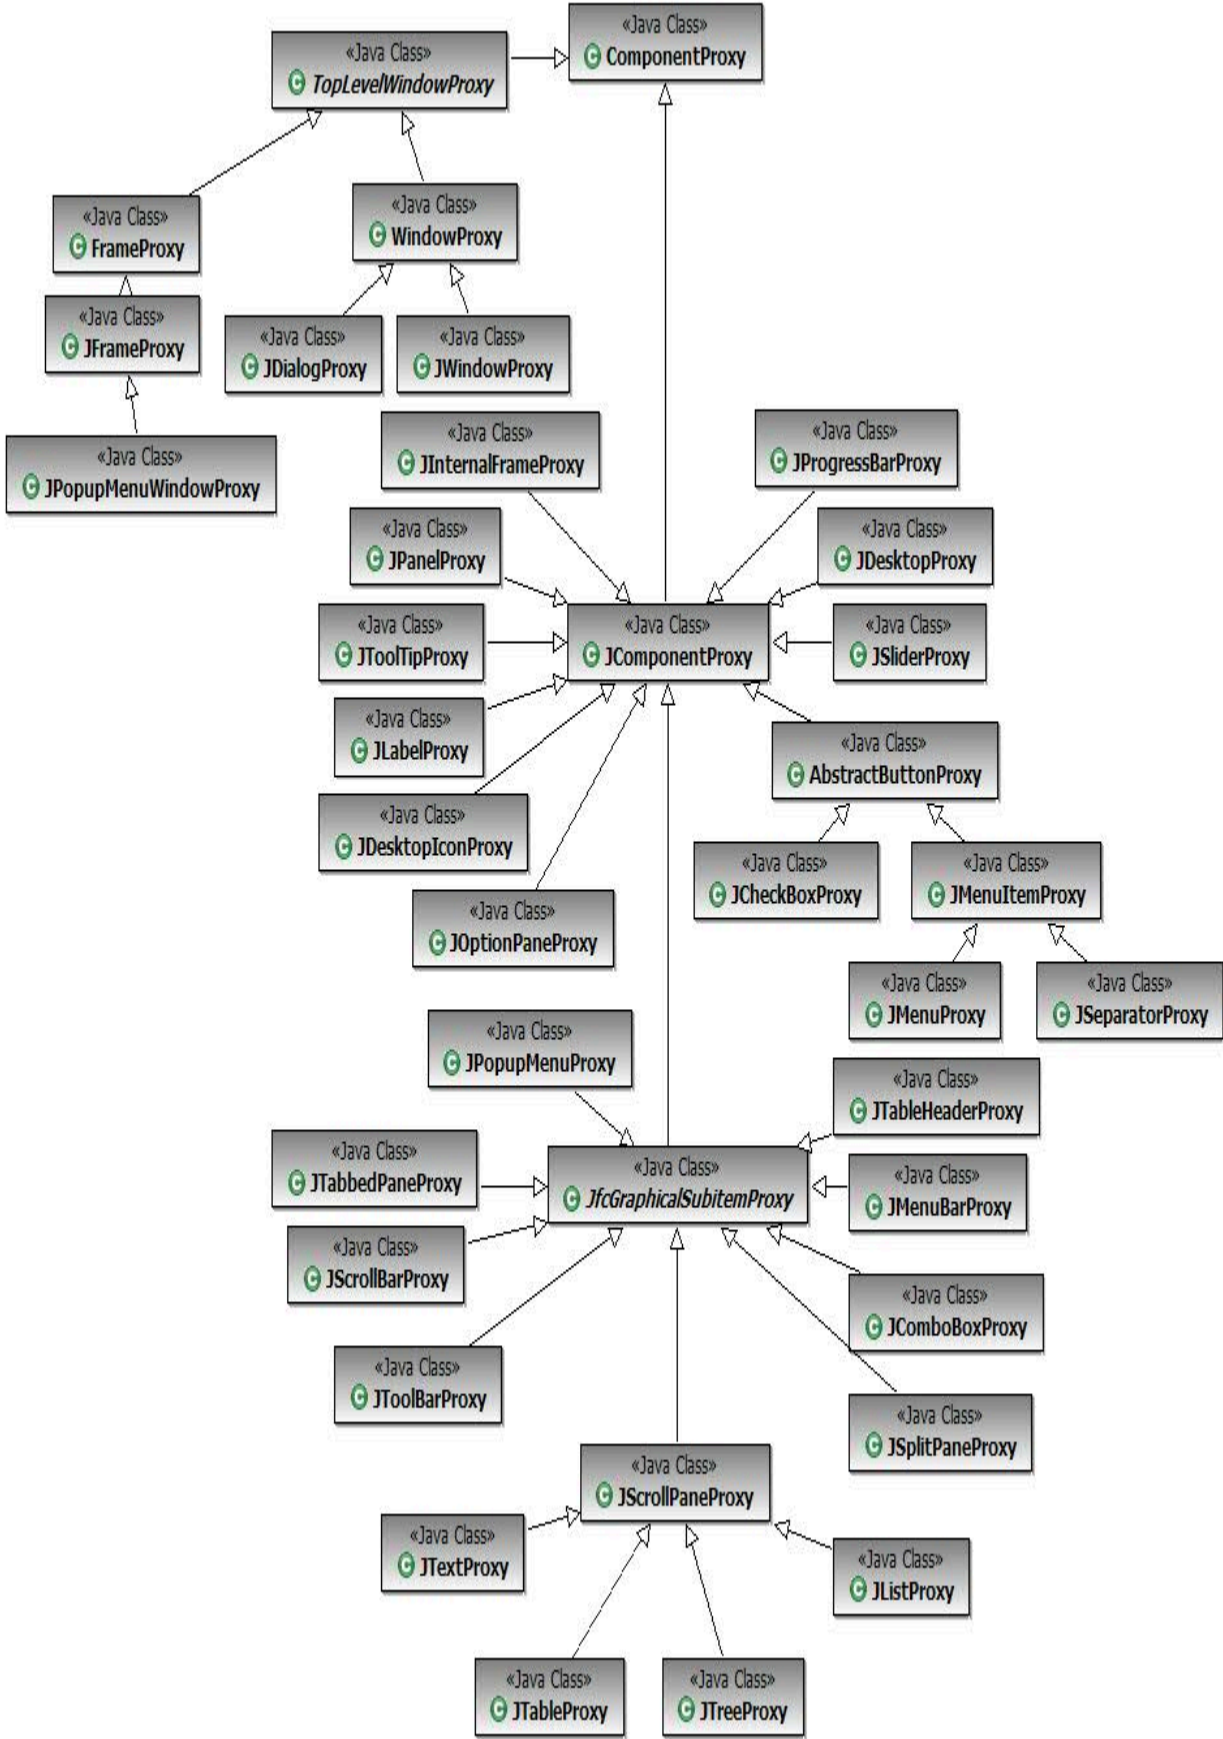 «Java Class»
ComponentProxy
«Java Class»
TopLevelWindowProxy
«Java Class»
WindowProxy
«Java Class»
FrameProxy
«Java Class»
JFrameProxy
«Java Class»
JDialogProxy
«Java Class»
JWindowProxy
«Java Class»
JPopupMenuWindowProxy
«Java Class»
JInternalFrameProxy
«Java Class»
JProgressBarProxy
«Java Class»
JPanelProxy
«Java Class»
JDesktopProxy
«Java Class»
JToolTipProxy
«Java Class»
JComponentProxy
«Java Class»
JSliderProxy
«Java Class»
JLabelProxy
«Java Class»
AbstractButtonProxy
«Java Class»
JDesktopIconProxy
«Java Class»
JCheckBoxProxy
«Java Class»
JMenuItemProxy
«Java Class»
JOptionPaneProxy
«Java Class»
JMenuProxy
«Java Class»
JSeparatorProxy
«Java Class»
JPopupMenuProxy
«Java Class»
JTableHeaderProxy
«Java Class»
JTabbedPaneProxy
«Java Class»
JfcGraphicalSubitemProxy
«Java Class»
JMenuBarProxy
«Java Class»
JScrollBarProxy
«Java Class»
JComboBoxProxy
«Java Class»
JToolBarProxy
«Java Class»
JSplitPaneProxy
«Java Class»
JScrollPaneProxy
«Java Class»
JTextProxy
«Java Class»
JListProxy
«Java Class»
JTableProxy
«Java Class»
JTreeProxy